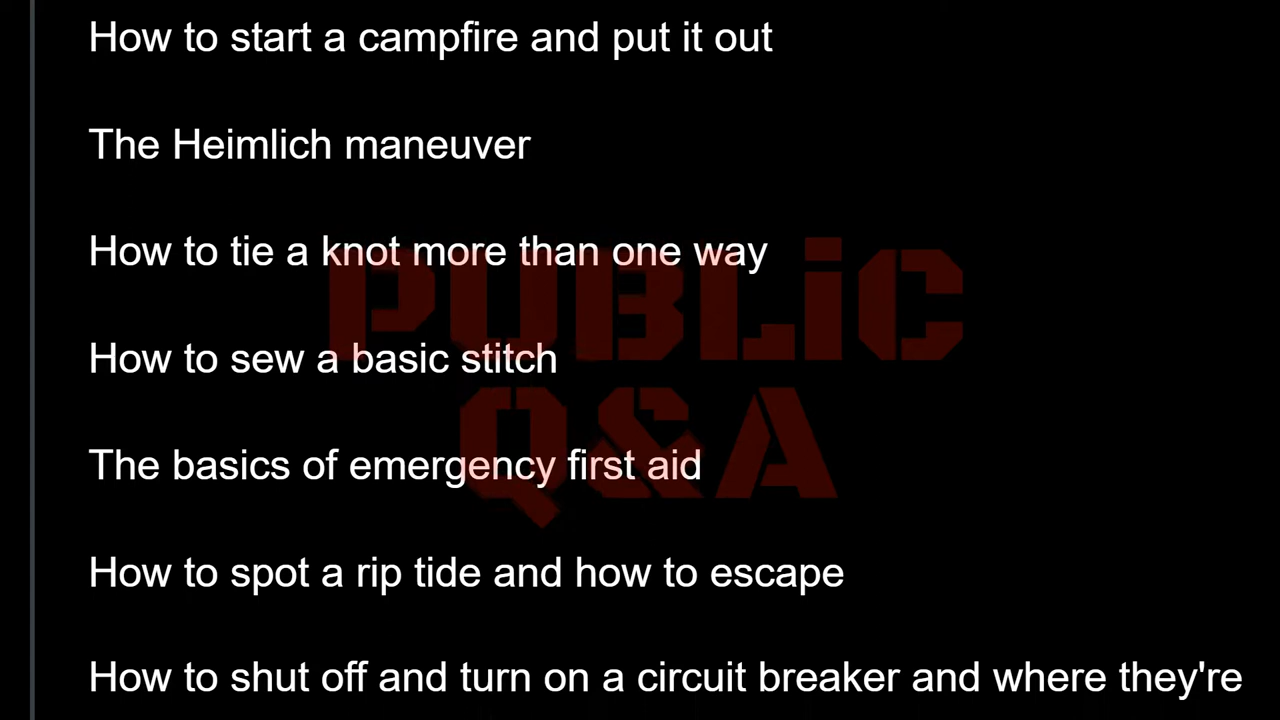 How to start a campfire and put it out
The Heimlich maneuver
How to tie a knot more than one way
PUBLiC
How to sew a basic stitch
Q&A
The basics of emergency first aid
How to spot a rip tide and how to escape
How to shut off and turn on a circuit breaker and where they're